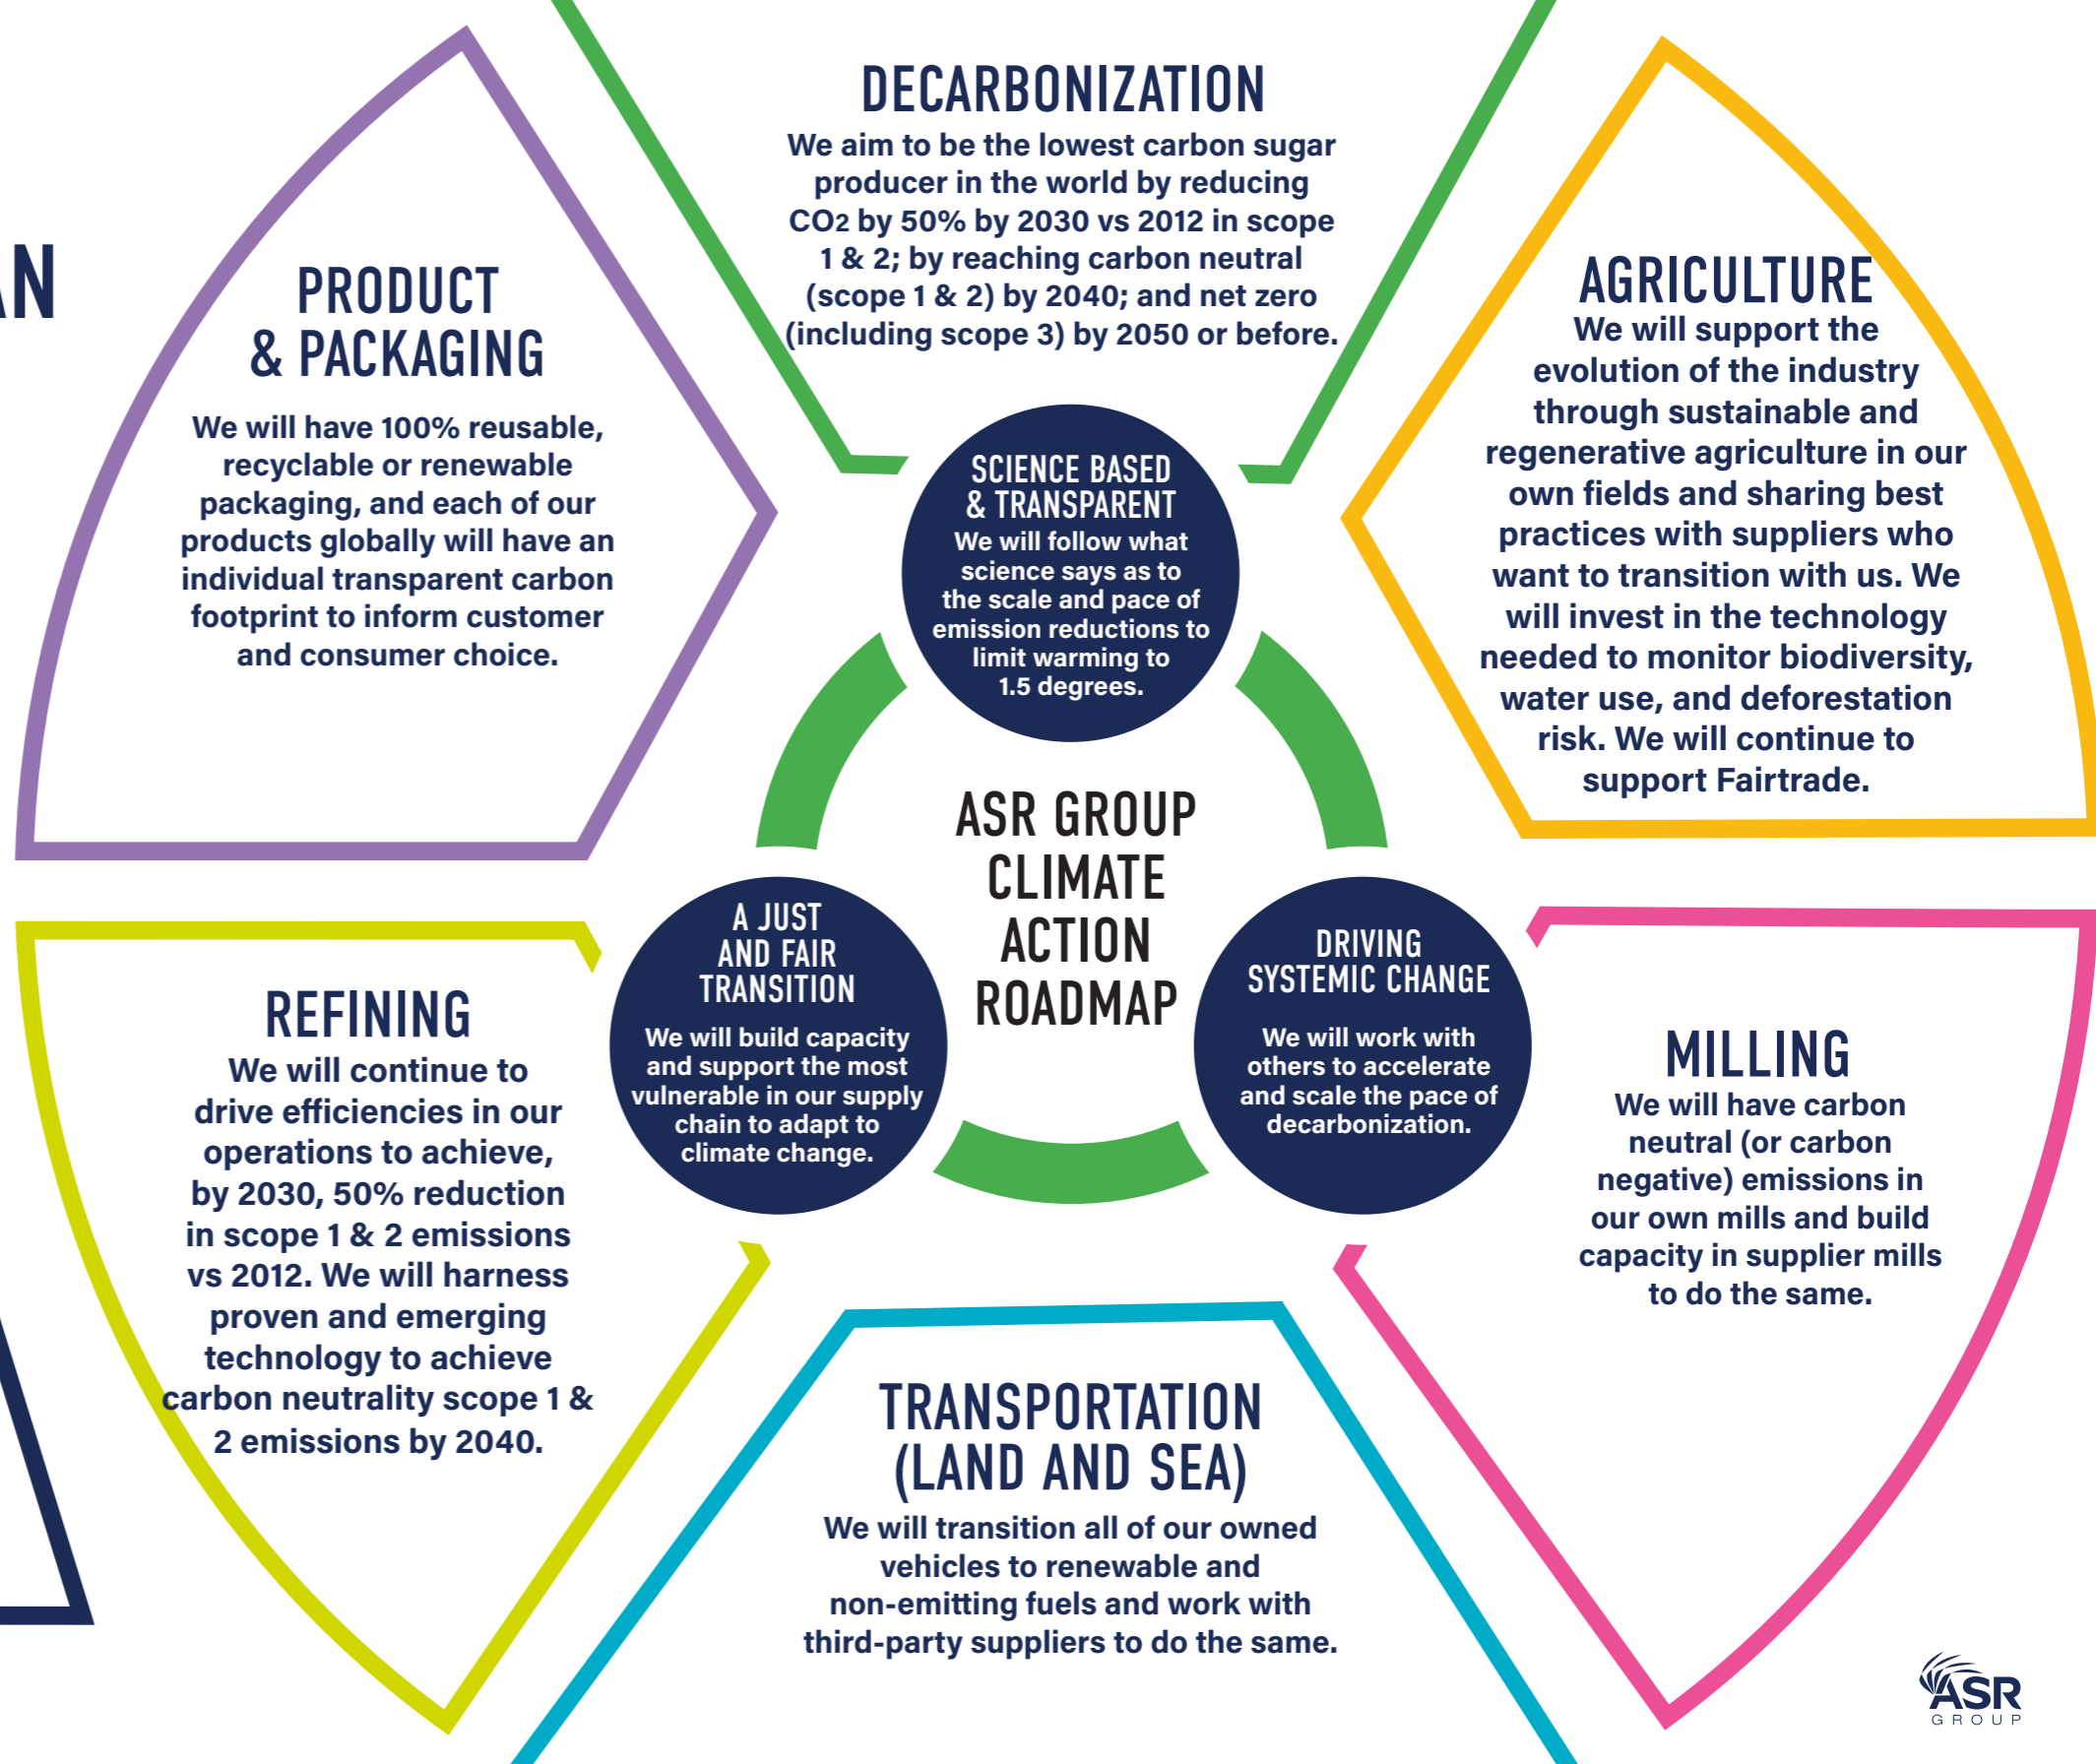 DECARBONIZATION
We aim to be the lowest carbon sugar
producer in the world by reducing
CO2 by 50% by 2030 vs 2012 in scope
1 & 2; by reaching carbon neutral
(scope 1 & 2) by 2040; and net zero
(including scope 3) by 2050 or before.
PRODUCT
& PACKAGING
We will have 100% reusable,
recyclable or renewable
packaging, and each of our
products globally will have an
individual transparent carbon
footprint to inform customer
and consumer choice.
AGRICULTURE
We will support the
evolution of the industry
through sustainable and
regenerative agriculture in our
own fields and sharing best
practices with suppliers who
want to transition with us. We
will invest in the technology
needed to monitor biodiversity,
water use, and deforestation
risk. We will continue to
support Fairtrade.
SCIENCE BASED
& TRANSPARENT
We will follow what
science says as to
the scale and pace of
emission reductions to
limit warming to
1.5 degrees.
ASR GROUP
CLIMATE
ACTION
ROADMAP
A JUST
AND FAIR
TRANSITION
We will build capacity
and support the most
vulnerable in our supply
chain to adapt to
climate change.
DRIVING
SYSTEMIC CHANGE
We will work with
others to accelerate
and scale the pace of
decarbonization.
REFINING
We will continue to
drive efficiencies in our
operations to achieve,
by 2030, 50% reduction
in scope 1 & 2 emissions
vs 2012. We will harness
proven and emerging
technology to achieve
carbon neutrality scope 1 &
2 emissions by 2040.
MILLING
We will have carbon
neutral (or carbon
negative) emissions in
our own mills and build
capacity in supplier mills
to do the same.
TRANSPORTATION
(LAND AND SEA)
We will transition all of our owned
vehicles to renewable and
non-emitting fuels and work with
third-party suppliers to do the same.
ASR
GROUP